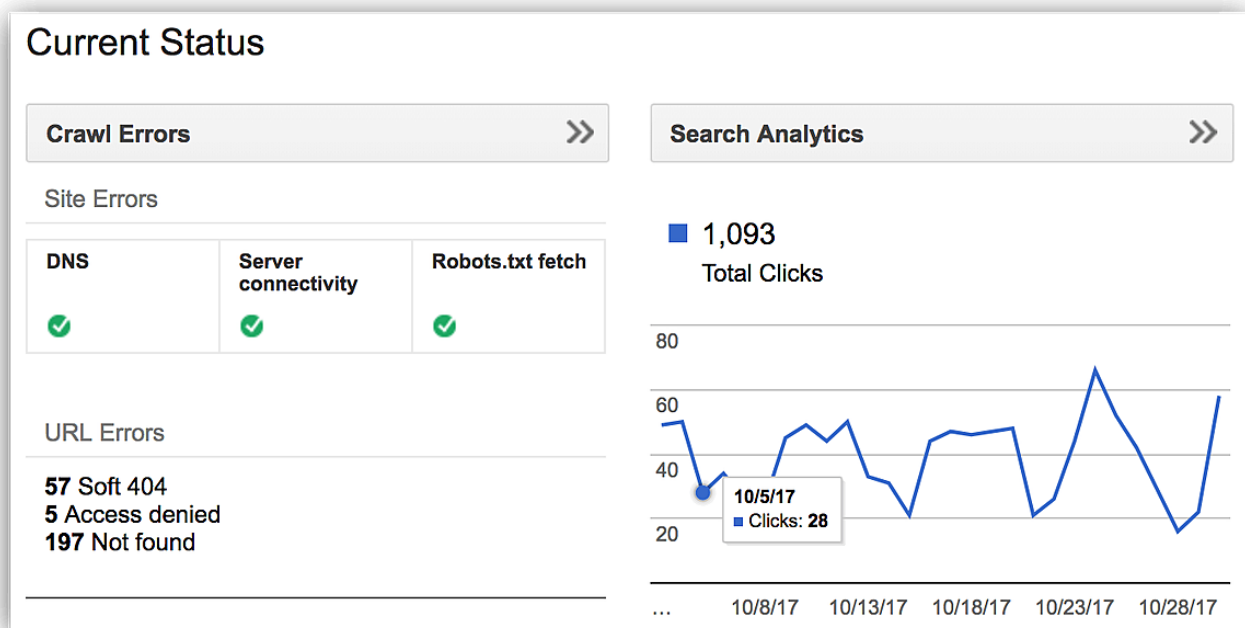 Current Status
Crawl Errors
Site Errors
DNS
Server
connectivity
Robots.txt fetch
URL Errors
57 Soft 404
5 Access denied
197 Not found
Search Analytics
1,093
Total Clicks
80
60
40
20
10/5/17
Clicks: 28
...
10/8/17
10/13/17
10/18/17
10/23/17
10/28/17